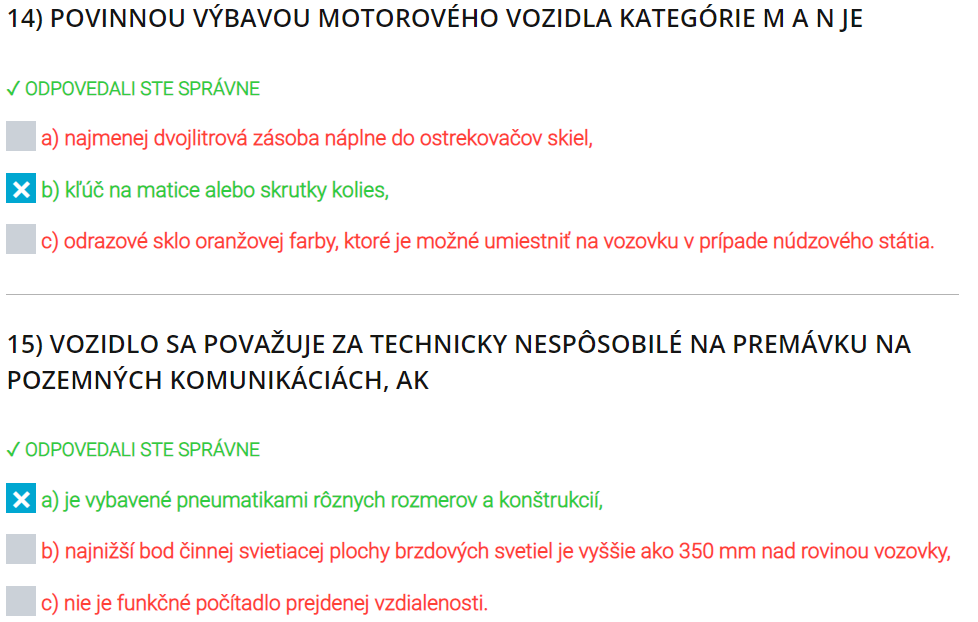 14) POVINNOU VÝBAVOU MOTOROVÉHO VOZIDLA KATEGÓRIE M A N JE
✓ ODPOVEDALI STE SPRÁVNE
a) najmenej dvojlitrová zásoba náplne do ostrekovačov skiel,
b) kľúč na matice alebo skrutky kolies,
c) odrazové sklo oranžovej farby, ktoré je možné umiestniť na vozovku v prípade núdzového státia.
15) VOZIDLO SA POVAŽUJE ZA TECHNICKY NESPÔSOBILÉ NA PREMÁVKU NA
POZEMNÝCH KOMUNIKÁCIÁCH, AK
✓ ODPOVEDALI STE SPRÁVNE
a) je vybavené pneumatikami rôznych rozmerov a konštrukcií,
b) najnižší bod činnej svietiacej plochy brzdových svetiel je vyššie ako 350 mm nad rovinou vozovky,
c) nie je funkčné počítadlo prejdenej vzdialenosti.